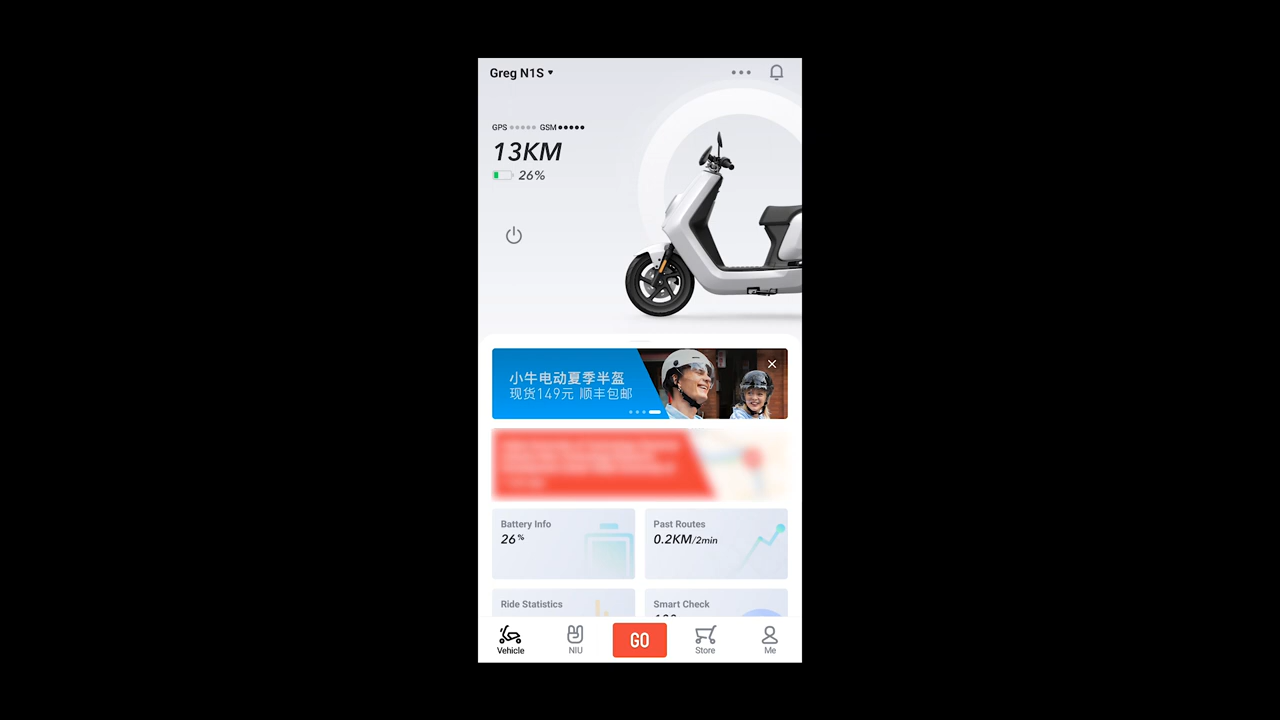 Greg N1S
GPS GSM
13KM
26%
小牛电动夏季半盔
现货149元 顺丰包邮
Battery Info
26%
Past Routes
0.2KM/2min
Ride Statistics
Smart Check
Vehicle
NIU
GO
Store
Me